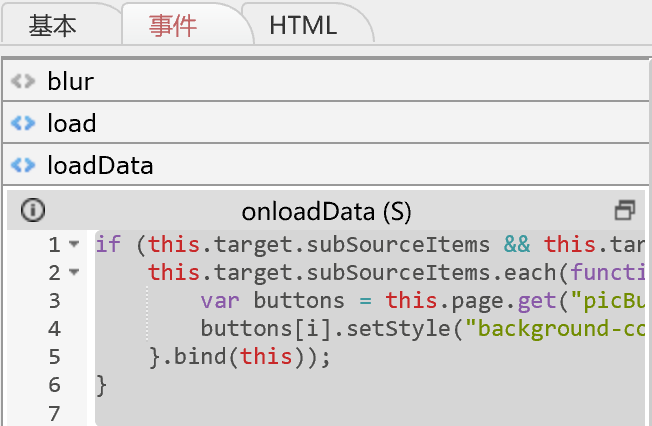 基本 事件 HTML
<> blur
<> load
<> loadData
onloadData (S)
1 if (this.target.subSourceItems && this.tar
2 this.target.subSourceItems.each(functi
3 var buttons = this.page.get("picBu
4 buttons[i].setStyle("background-co
5 }.bind(this));
6 }
7